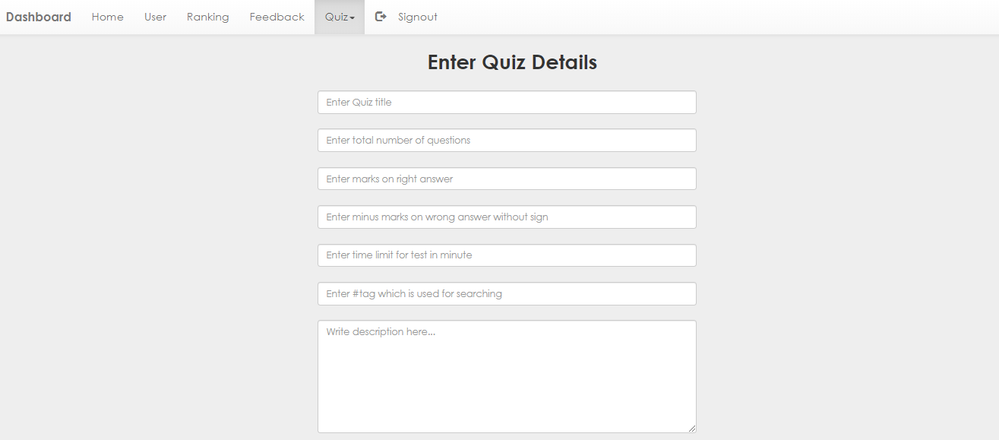 Dashboard Home User Ranking Feedback Quiz Signout
Enter Quiz Details
Enter Quiz title
Enter total number of questions
Enter marks on right answer
Enter minus marks on wrong answer without sign
Enter time limit for test in minute
Enter #tag which is used for searching
Write description here...